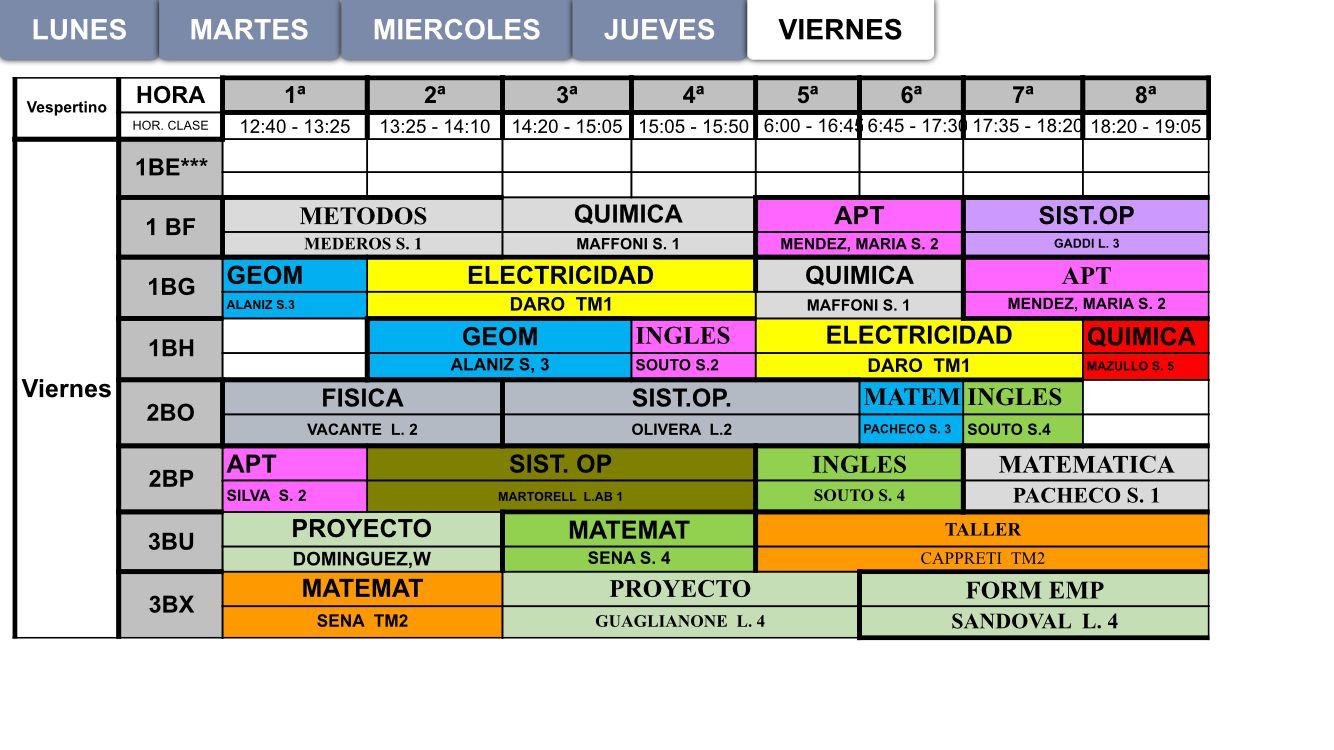 LUNES MARTES MIERCOLES JUEVES VIERNES
Vespertino HORA 1ª 2ª 3ª 4ª 5ª 6ª 7ª 8ª
HOR. CLASE 12:40 - 13:25 13:25 - 14:10 14:20 - 15:05 15:05 - 15:50 6:00 - 16:45 6:45 - 17:30 17:35 - 18:20 18:20 - 19:05
Viernes
1BE***
1 BF METODOS QUIMICA APT SIST.OP
MEDEROS S. 1 MAFFONI S. 1 MENDEZ, MARIA S. 2 GADDI L. 3
1BG GEOM ELECTRICIDAD QUIMICA APT
ALANIZ S.3 DARO TM1 MAFFONI S. 1 MENDEZ, MARIA S. 2
1BH GEOM INGLES ELECTRICIDAD QUIMICA
ALANIZ S, 3 SOUTO S.2 DARO TM1 MAZULLO S. 5
2BO FISICA SIST.OP. MATEM INGLES
VACANTE L. 2 OLIVERA L.2 PACHECO S. 3 SOUTO S.4
2BP APT SIST. OP INGLES MATEMATICA
SILVA S. 2 MARTORELL L.AB 1 SOUTO S. 4 PACHECO S. 1
3BU PROYECTO MATEMAT TALLER
DOMINGUEZ,W SENA S. 4 CAPPRETI TM2
3BX MATEMAT PROYECTO FORM EMP
SENA TM2 GUAGLIANONE L. 4 SANDOVAL L. 4